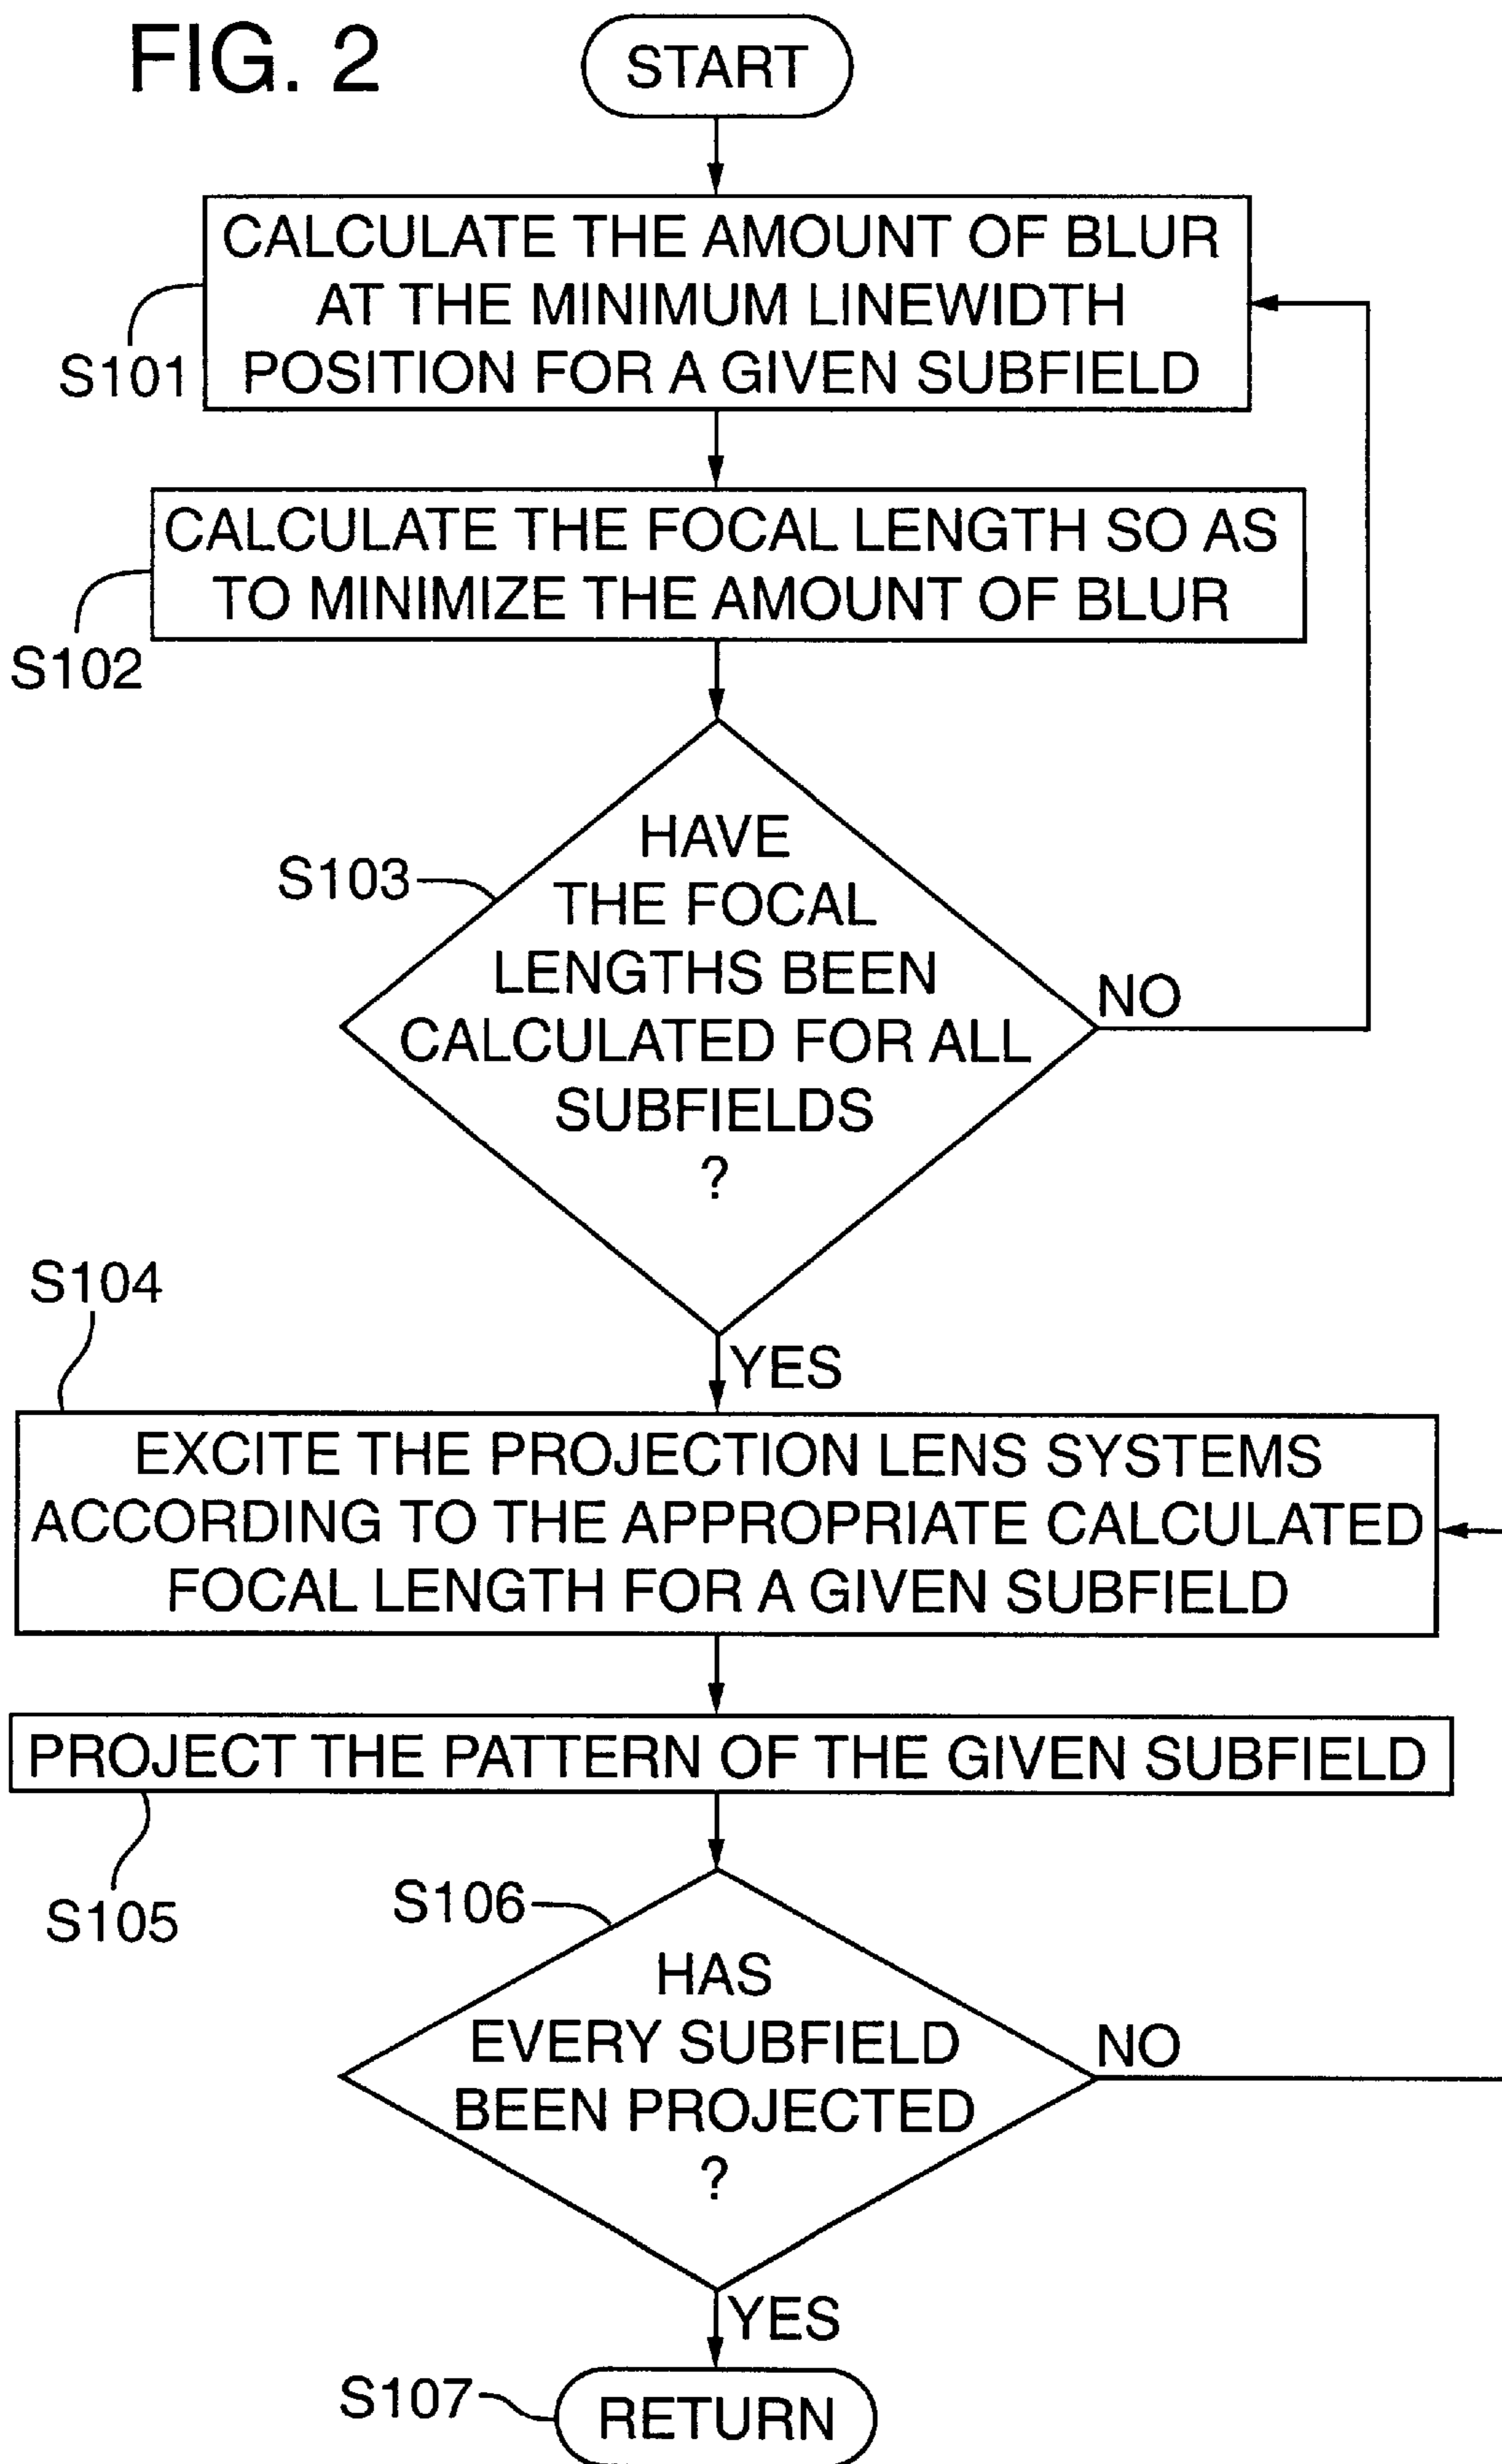 FIG. 2
START
CALCULATE THE AMOUNT OF BLUR
AT THE MINIMUM LINEWIDTH
POSITION FOR A GIVEN SUBFIELD
S101
CALCULATE THE FOCAL LENGTH SO AS
TO MINIMIZE THE AMOUNT OF BLUR
S102
HAVE
THE FOCAL
LENGTHS BEEN
CALCULATED FOR ALL
SUBFIELDS
?
S103
NO
YES
S104
EXCITE THE PROJECTION LENS SYSTEMS
ACCORDING TO THE APPROPRIATE CALCULATED
FOCAL LENGTH FOR A GIVEN SUBFIELD
PROJECT THE PATTERN OF THE GIVEN SUBFIELD
S105
S106
HAS
EVERY SUBFIELD
BEEN PROJECTED
?
NO
YES
S107
RETURN